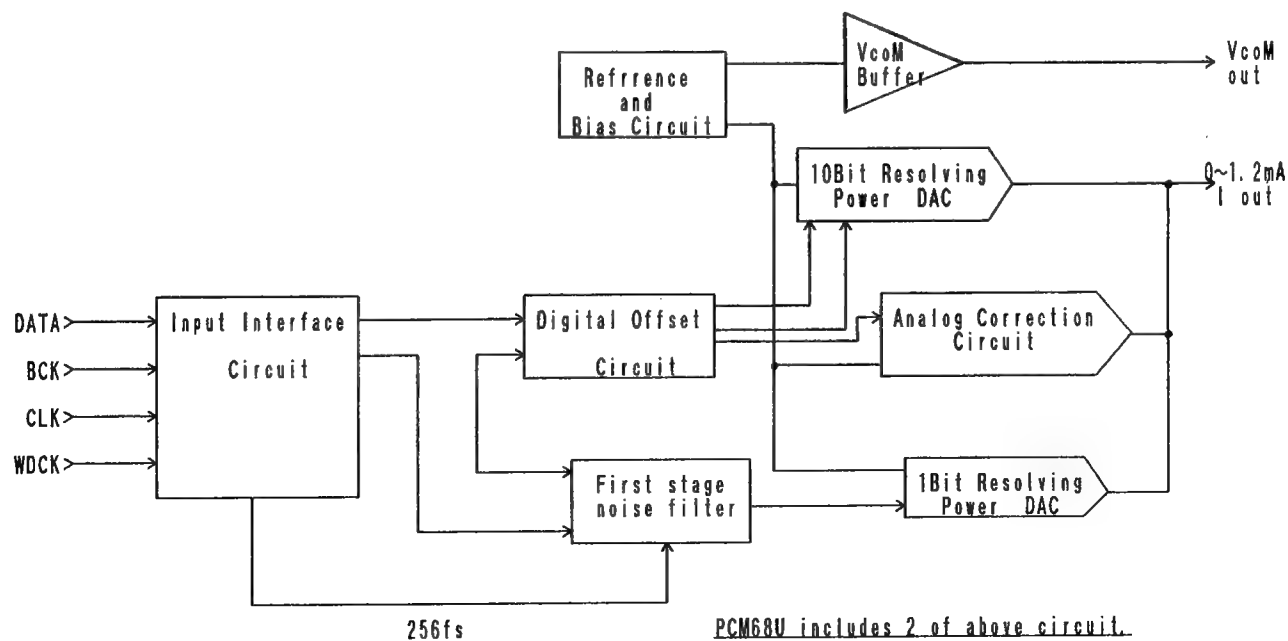 Refrrence
and
Bias Circuit
VcoM
Buffer
VcoM
out
10Bit Resolving
Power DAC
0~1.2mA
I out
DATA>
BCK>
CLK>
WDCK>
Input Interface
Circuit
Digital Offset
Circuit
Analog Correction
Circuit
First stage
noise filter
1Bit Resolving
Power DAC
256fs
PCM68U includes 2 of above circuit.